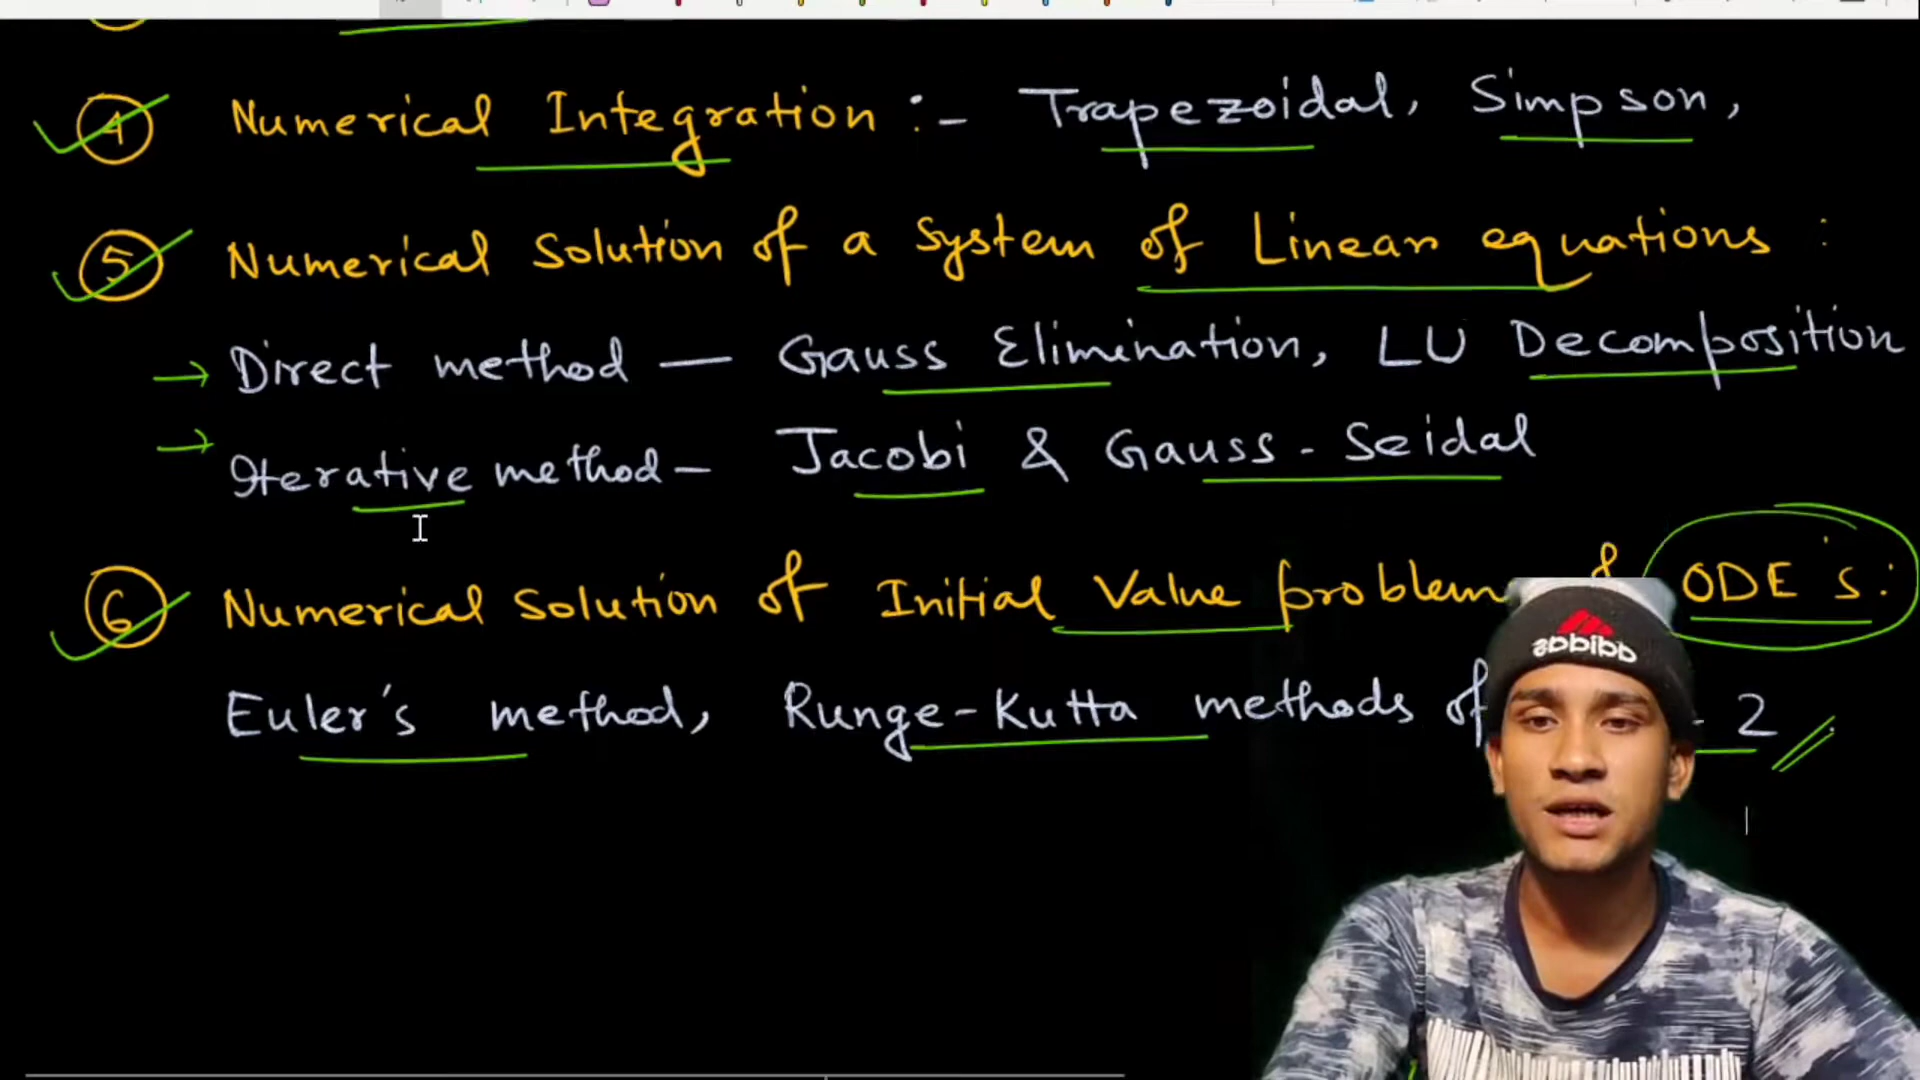 ④ Numerical Integration :- Trapezoidal, Simpson,
⑤ Numerical Solution of a System of Linear equations :
→ Direct method — Gauss Elimination, LU Decomposition
→ Iterative method – Jacobi & Gauss - Seidal
⑥ Numerical Solution of Initial Value problem ODE's:
Euler's method, Runge-Kutta methods of - 2